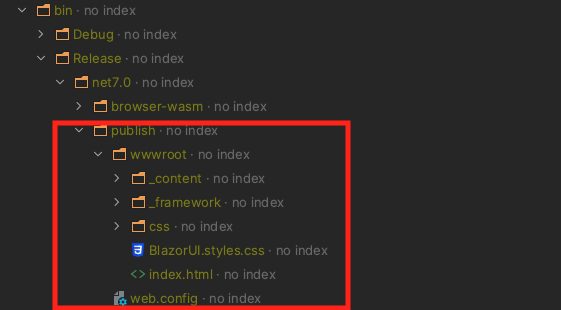 bin · no index
Debug · no index
Release · no index
net7.0 · no index
browser-wasm · no index
publish · no index
wwwroot · no index
_content · no index
_framework · no index
css · no index
BlazorUI.styles.css · no index
index.html · no index
web.config · no index